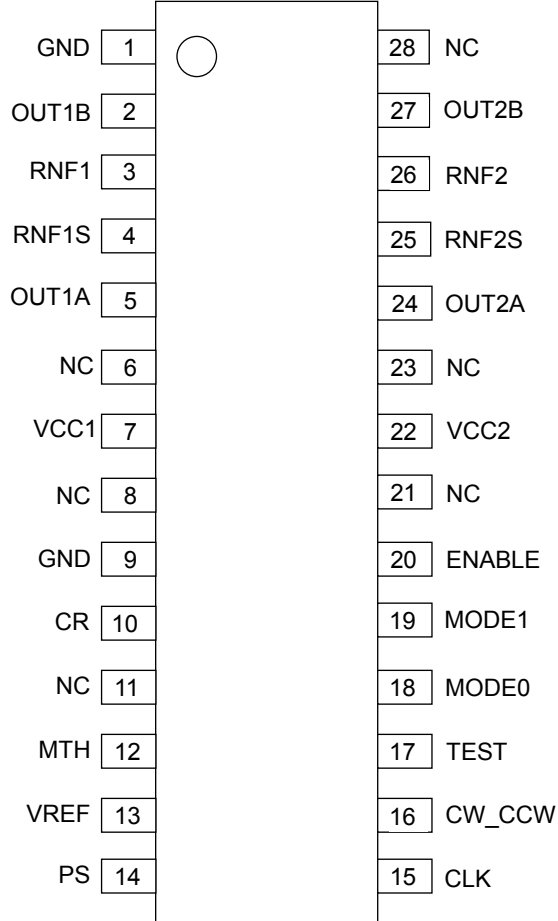 GND 1 28 NC
OUT1B 2 27 OUT2B
RNF1 3 26 RNF2
RNF1S 4 25 RNF2S
OUT1A 5 24 OUT2A
NC 6 23 NC
VCC1 7 22 VCC2
NC 8 21 NC
GND 9 20 ENABLE
CR 10 19 MODE1
NC 11 18 MODE0
MTH 12 17 TEST
VREF 13 16 CW_CCW
PS 14 15 CLK